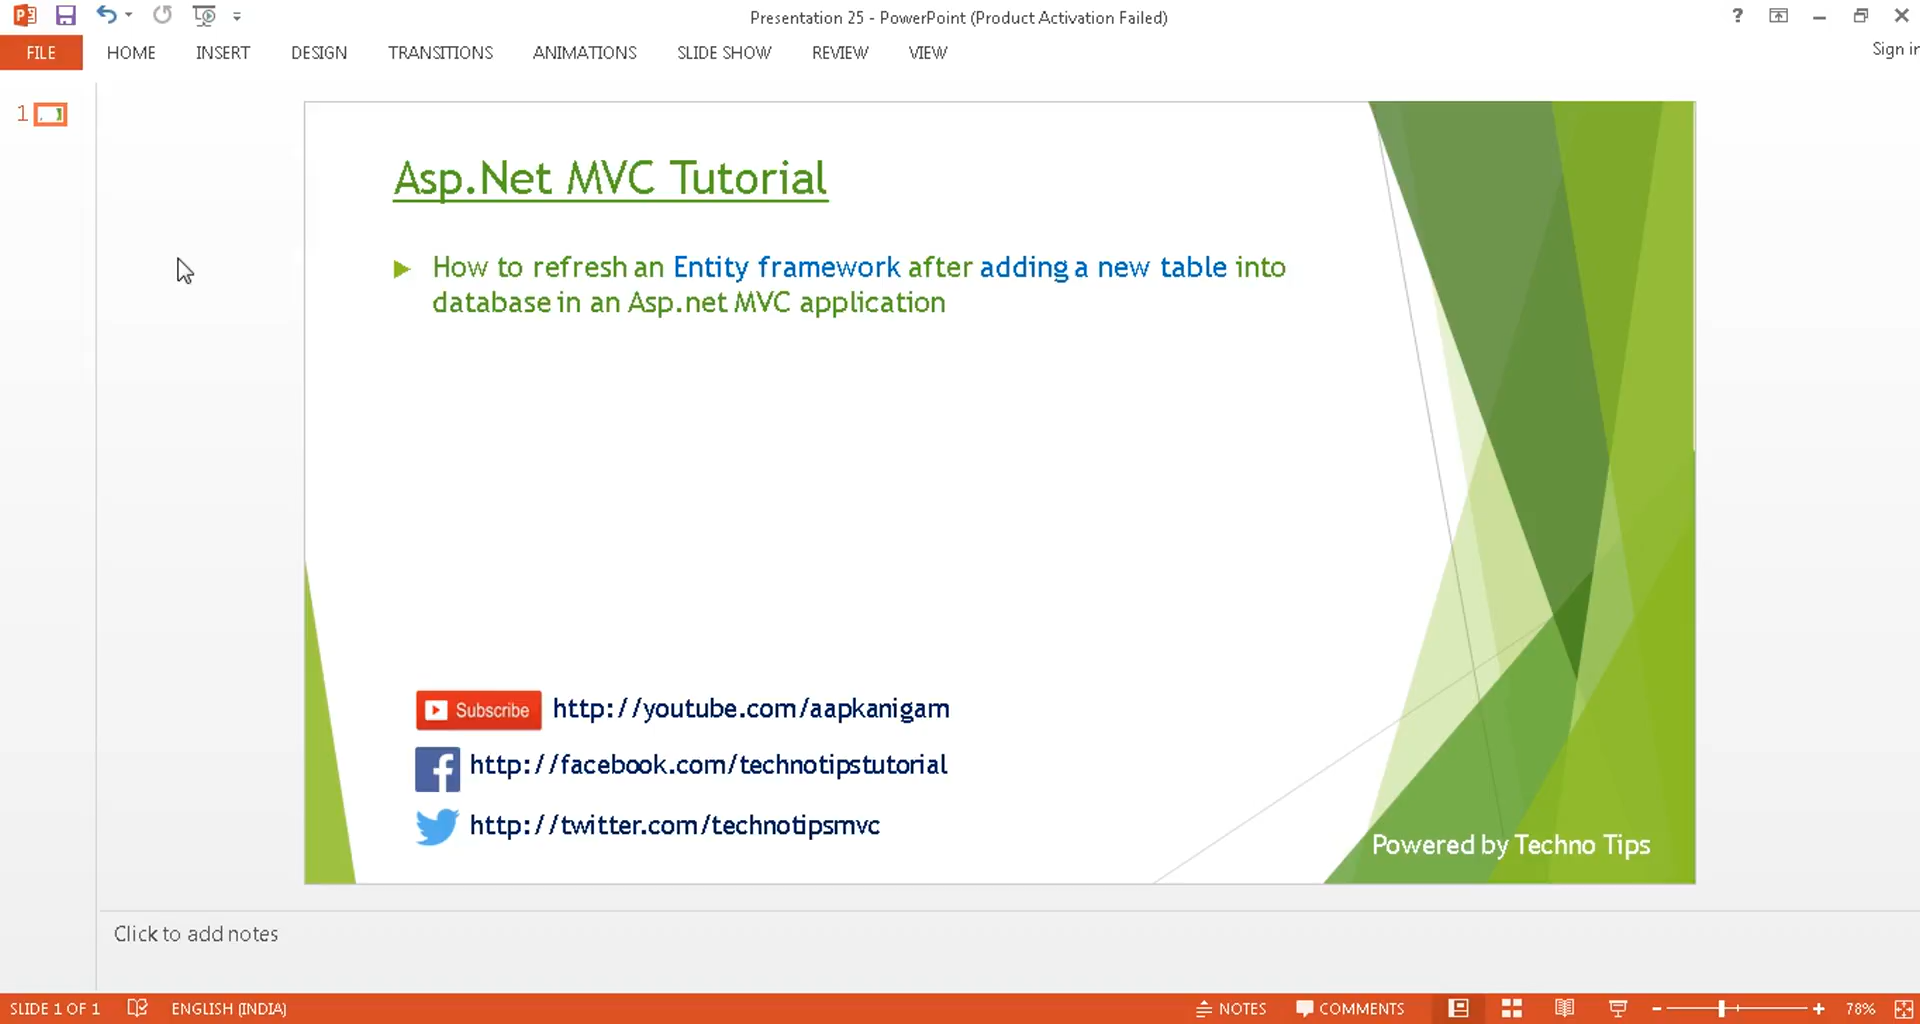 Presentation 25 - PowerPoint (Product Activation Failed)
FILE HOME INSERT DESIGN TRANSITIONS ANIMATIONS SLIDE SHOW REVIEW VIEW
Sign in
1
Asp.Net MVC Tutorial
How to refresh an Entity framework after adding a new table into
database in an Asp.net MVC application
Subscribe http://youtube.com/aapkanigam
http://facebook.com/technotipstutorial
http://twitter.com/technotipsmvc
Powered by Techno Tips
Click to add notes
SLIDE 1 OF 1 ENGLISH (INDIA) NOTES COMMENTS 78%